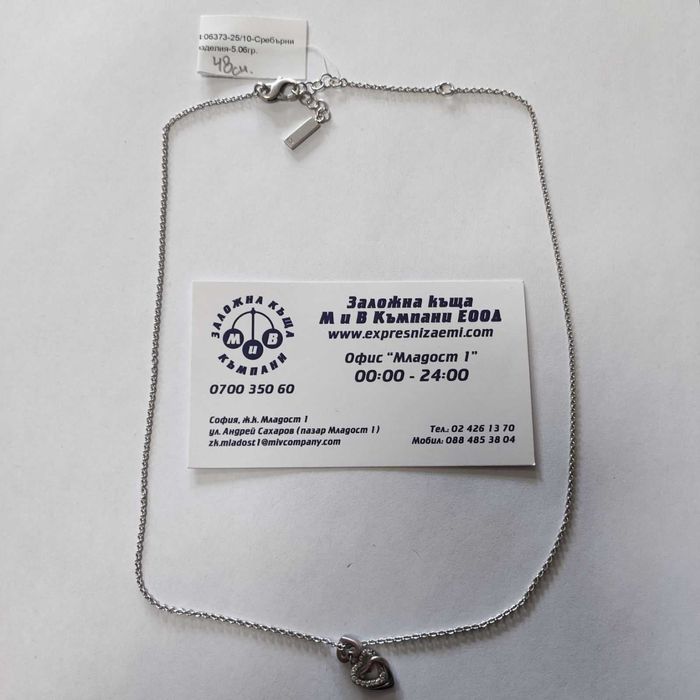 06373-25/10-Сребърни
изделия-5.06гр.
48см.
ЗАЛОЖНА КЪЩА
М и В
КЪМПАНИ
0700 350 60
Заложна къща
М и В Къмпани ЕООД
www.expresnizaemi.com
Офис "Младост 1"
00:00 - 24:00
София, ж.к. Младост 1
ул. Андрей Сахаров (пазар Младост 1)
zk.mladost1@mivcompany.com
Тел.: 02 426 13 70
Мобил: 088 485 38 04